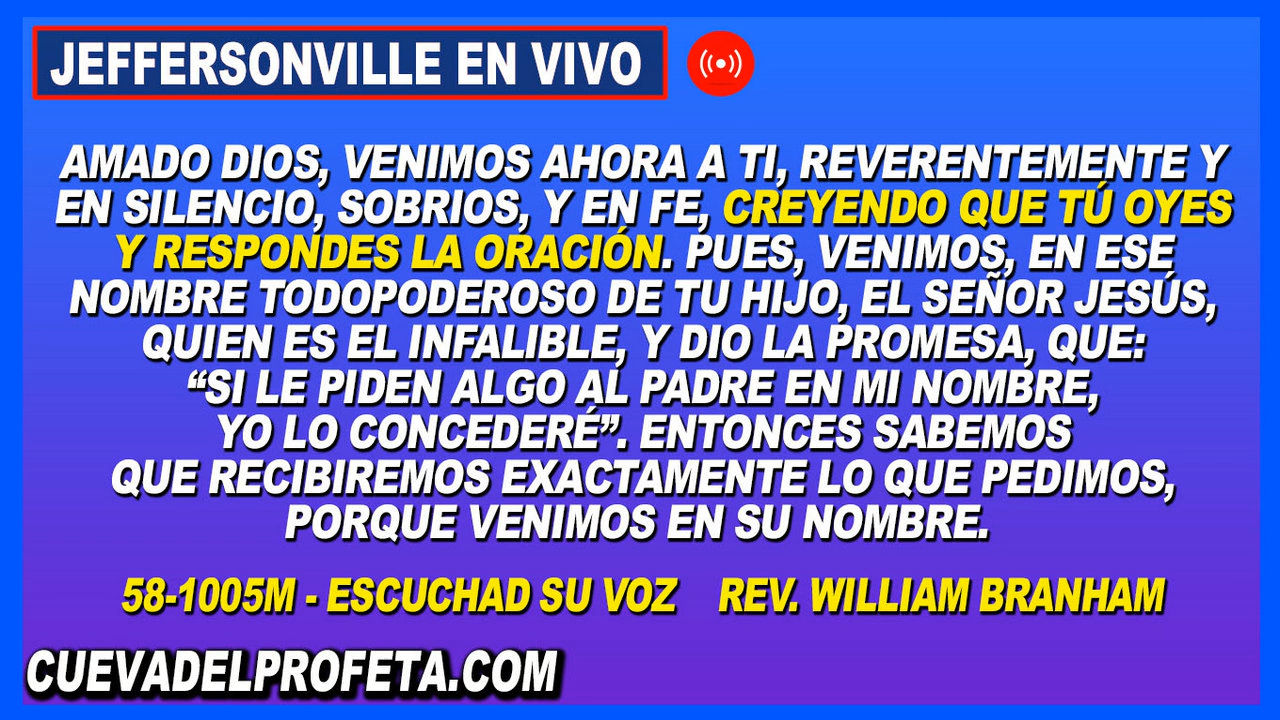 JEFFERSONVILLE EN VIVO
AMADO DIOS, VENIMOS AHORA A TI, REVERENTEMENTE Y
EN SILENCIO, SOBRIOS, Y EN FE, CREYENDO QUE TÚ OYES
Y RESPONDES LA ORACIÓN. PUES, VENIMOS, EN ESE
NOMBRE TODOPODEROSO DE TU HIJO, EL SEÑOR JESÚS,
QUIEN ES EL INFALIBLE, Y DIO LA PROMESA, QUE:
“SI LE PIDEN ALGO AL PADRE EN MI NOMBRE,
YO LO CONCEDERÉ”. ENTONCES SABEMOS
QUE RECIBIREMOS EXACTAMENTE LO QUE PEDIMOS,
PORQUE VENIMOS EN SU NOMBRE.
58-1005M - ESCUCHAD SU VOZ REV. WILLIAM BRANHAM
CUEVADELPROFETA.COM